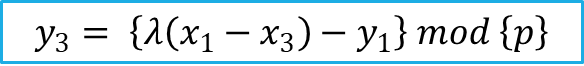 y₃ = {λ(x₁ − x₃) − y₁} mod {p}